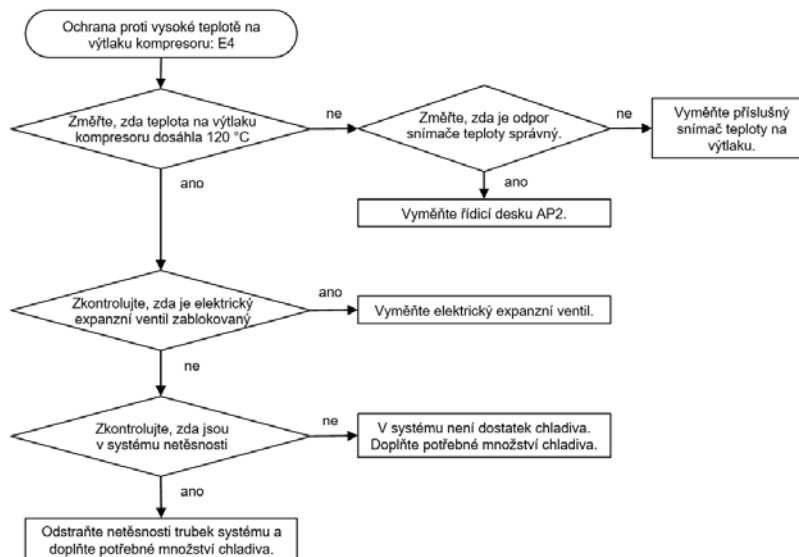 Ochrana proti vysoké teplotě na
výtlaku kompresoru: E4
Změřte, zda teplota na výtlaku
kompresoru dosáhla 120 °C
ne
Změřte, zda je odpor
snímače teploty správný.
ne
Vyměňte příslušný
snímač teploty na
výtlaku.
ano
ano
Vyměňte řídicí desku AP2.
Zkontrolujte, zda je elektrický
expanzní ventil zablokovaný
ano
Vyměňte elektrický expanzní ventil.
ne
Zkontrolujte, zda jsou
v systému netěsnosti
ne
V systému není dostatek chladiva.
Doplňte potřebné množství chladiva.
ano
Odstraňte netěsnosti trubek systému a
doplňte potřebné množství chladiva.